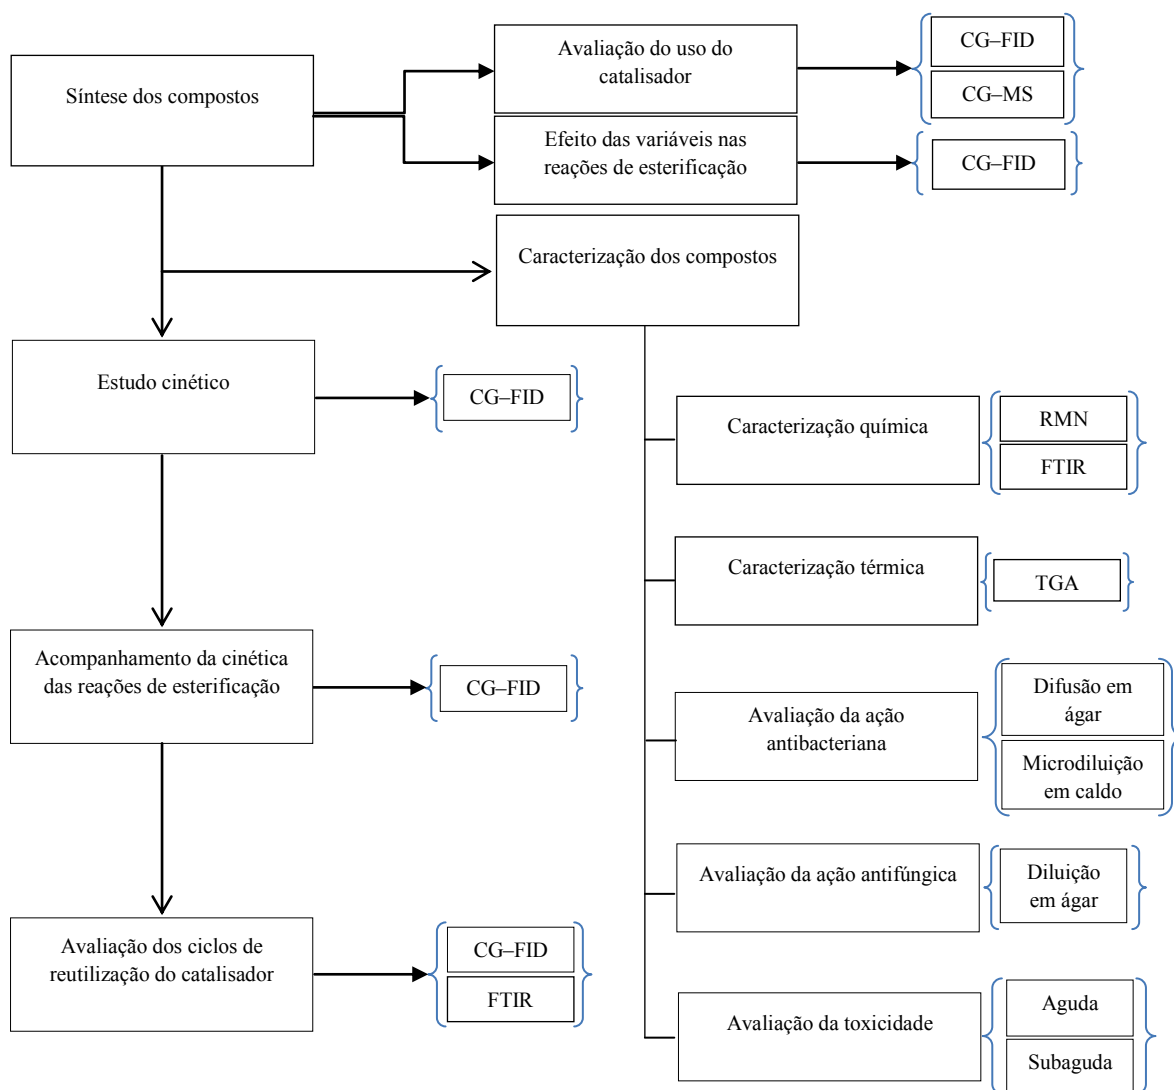 Síntese dos compostos
Avaliação do uso do
catalisador
CG–FID
CG–MS
Efeito das variáveis nas
reações de esterificação
CG–FID
Caracterização dos compostos
Estudo cinético
CG–FID
Caracterização química
RMN
FTIR
Caracterização térmica
TGA
Acompanhamento da cinética
das reações de esterificação
CG–FID
Avaliação da ação
antibacteriana
Difusão em
ágar
Microdiluição
em caldo
Avaliação da ação antifúngica
Diluição
em ágar
Avaliação dos ciclos de
reutilização do catalisador
CG–FID
FTIR
Avaliação da toxicidade
Aguda
Subaguda